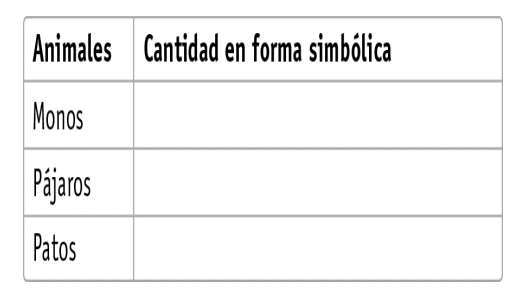 Animales Cantidad en forma simbólica
Monos
Pájaros
Patos